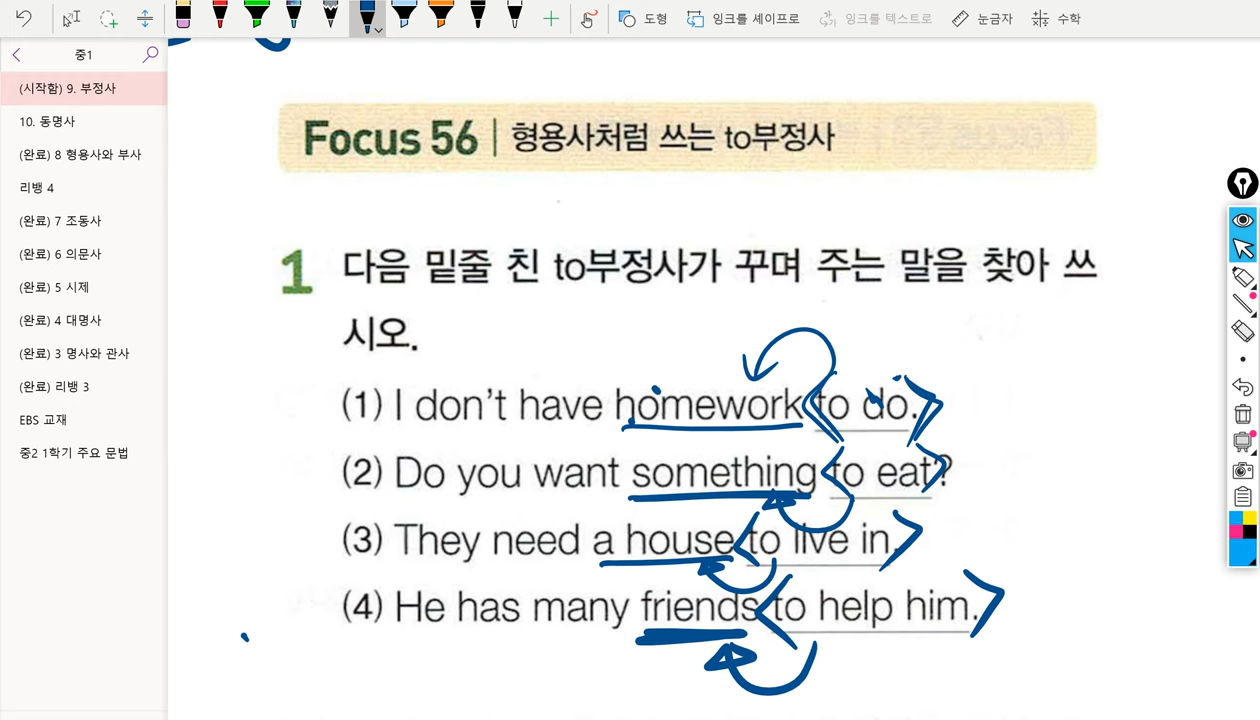 도형
잉크를 셰이프로
잉크를 텍스트로
눈금자
수학
중1
(시작함) 9. 부정사
10. 동명사
(완료) 8 형용사와 부사
리뱅 4
(완료) 7 조동사
(완료) 6 의문사
(완료) 5 시제
(완료) 4 대명사
(완료) 3 명사와 관사
(완료) 리뱅 3
EBS 교재
중2 1학기 주요 문법
Focus 56 | 형용사처럼 쓰는 to부정사
1 다음 밑줄 친 to부정사가 꾸며 주는 말을 찾아 쓰
시오.
(1) I don't have homework to do.
(2) Do you want something to eat?
(3) They need a house to live in.
(4) He has many friends to help him.